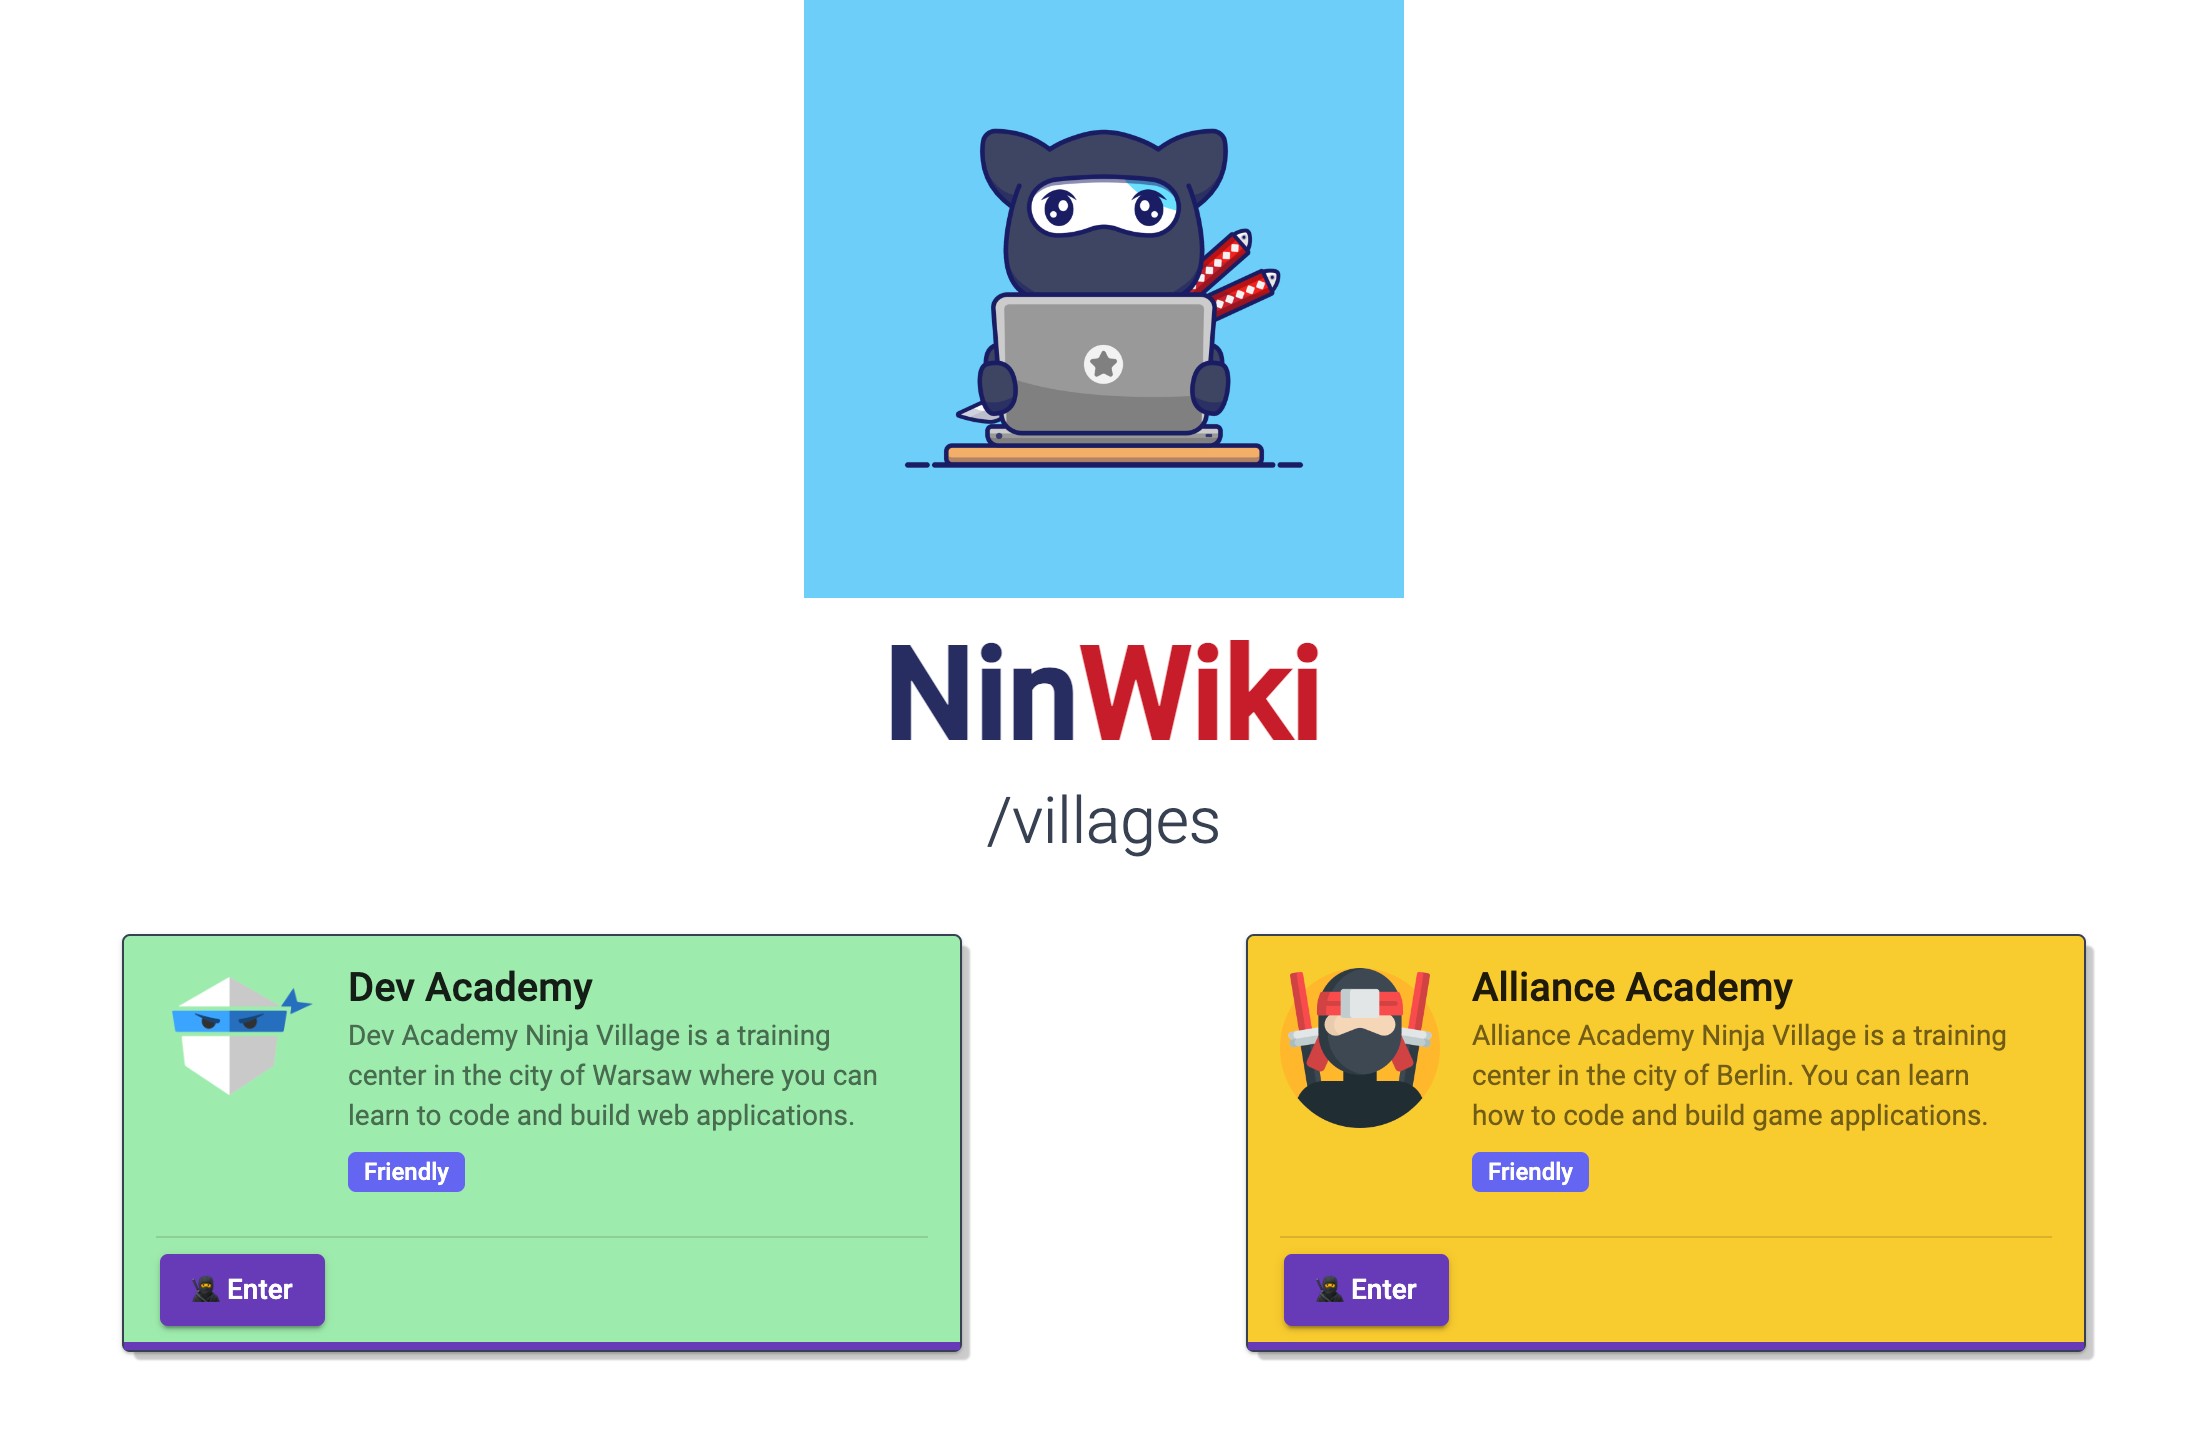 NinWiki
/villages
Dev Academy
Dev Academy Ninja Village is a training
center in the city of Warsaw where you can
learn to code and build web applications.
Friendly
Enter
Alliance Academy
Alliance Academy Ninja Village is a training
center in the city of Berlin. You can learn
how to code and build game applications.
Friendly
Enter